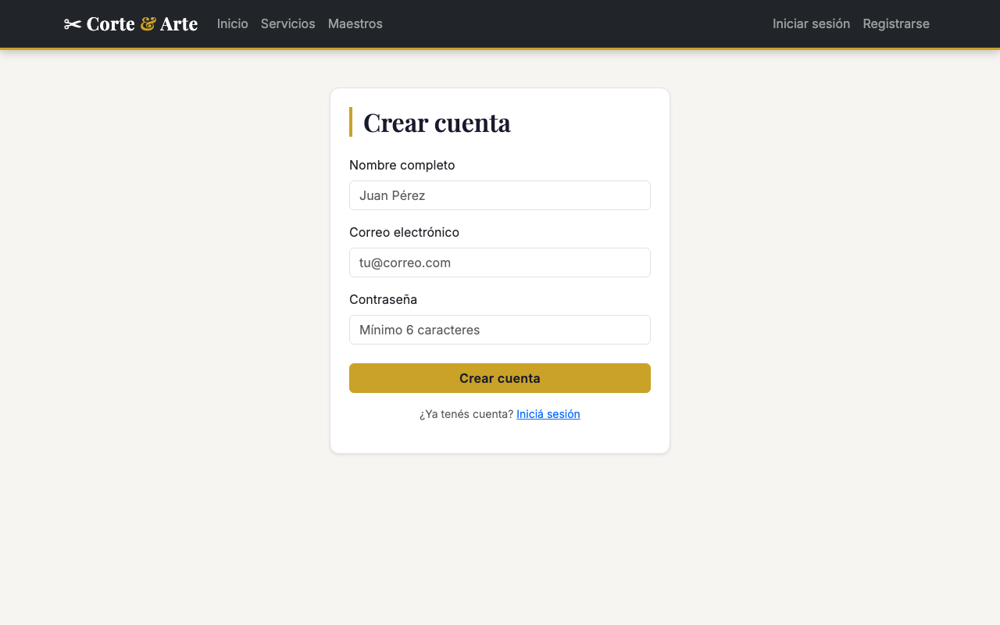 ✂ Corte & Arte Inicio Servicios Maestros Iniciar sesión Registrarse
Crear cuenta
Nombre completo
Juan Pérez
Correo electrónico
tu@correo.com
Contraseña
Mínimo 6 caracteres
Crear cuenta
¿Ya tenés cuenta? Iniciá sesión